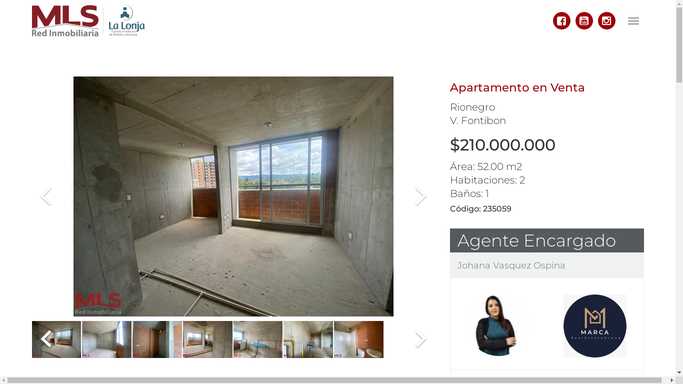 MLS
Red Inmobiliaria
La Lonja
Apartamento en Venta
Rionegro
V. Fontibon
$210.000.000
Área: 52.00 m2
Habitaciones: 2
Baños: 1
Código: 235059
MLS
Red Inmobiliaria
Agente Encargado
Johana Vasquez Ospina
MARCA